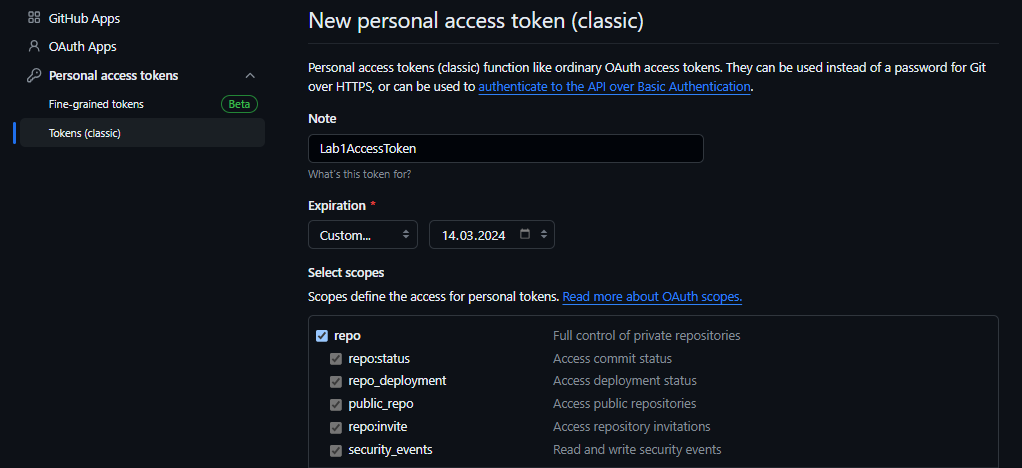 GitHub Apps
OAuth Apps
Personal access tokens
Fine-grained tokens Beta
Tokens (classic)
New personal access token (classic)
Personal access tokens (classic) function like ordinary OAuth access tokens. They can be used instead of a password for Git
over HTTPS, or can be used to authenticate to the API over Basic Authentication.
Note
Lab1AccessToken
What's this token for?
Expiration *
Custom... 14.03.2024
Select scopes
Scopes define the access for personal tokens. Read more about OAuth scopes.
repo Full control of private repositories
repo:status Access commit status
repo_deployment Access deployment status
public_repo Access public repositories
repo:invite Access repository invitations
security_events Read and write security events